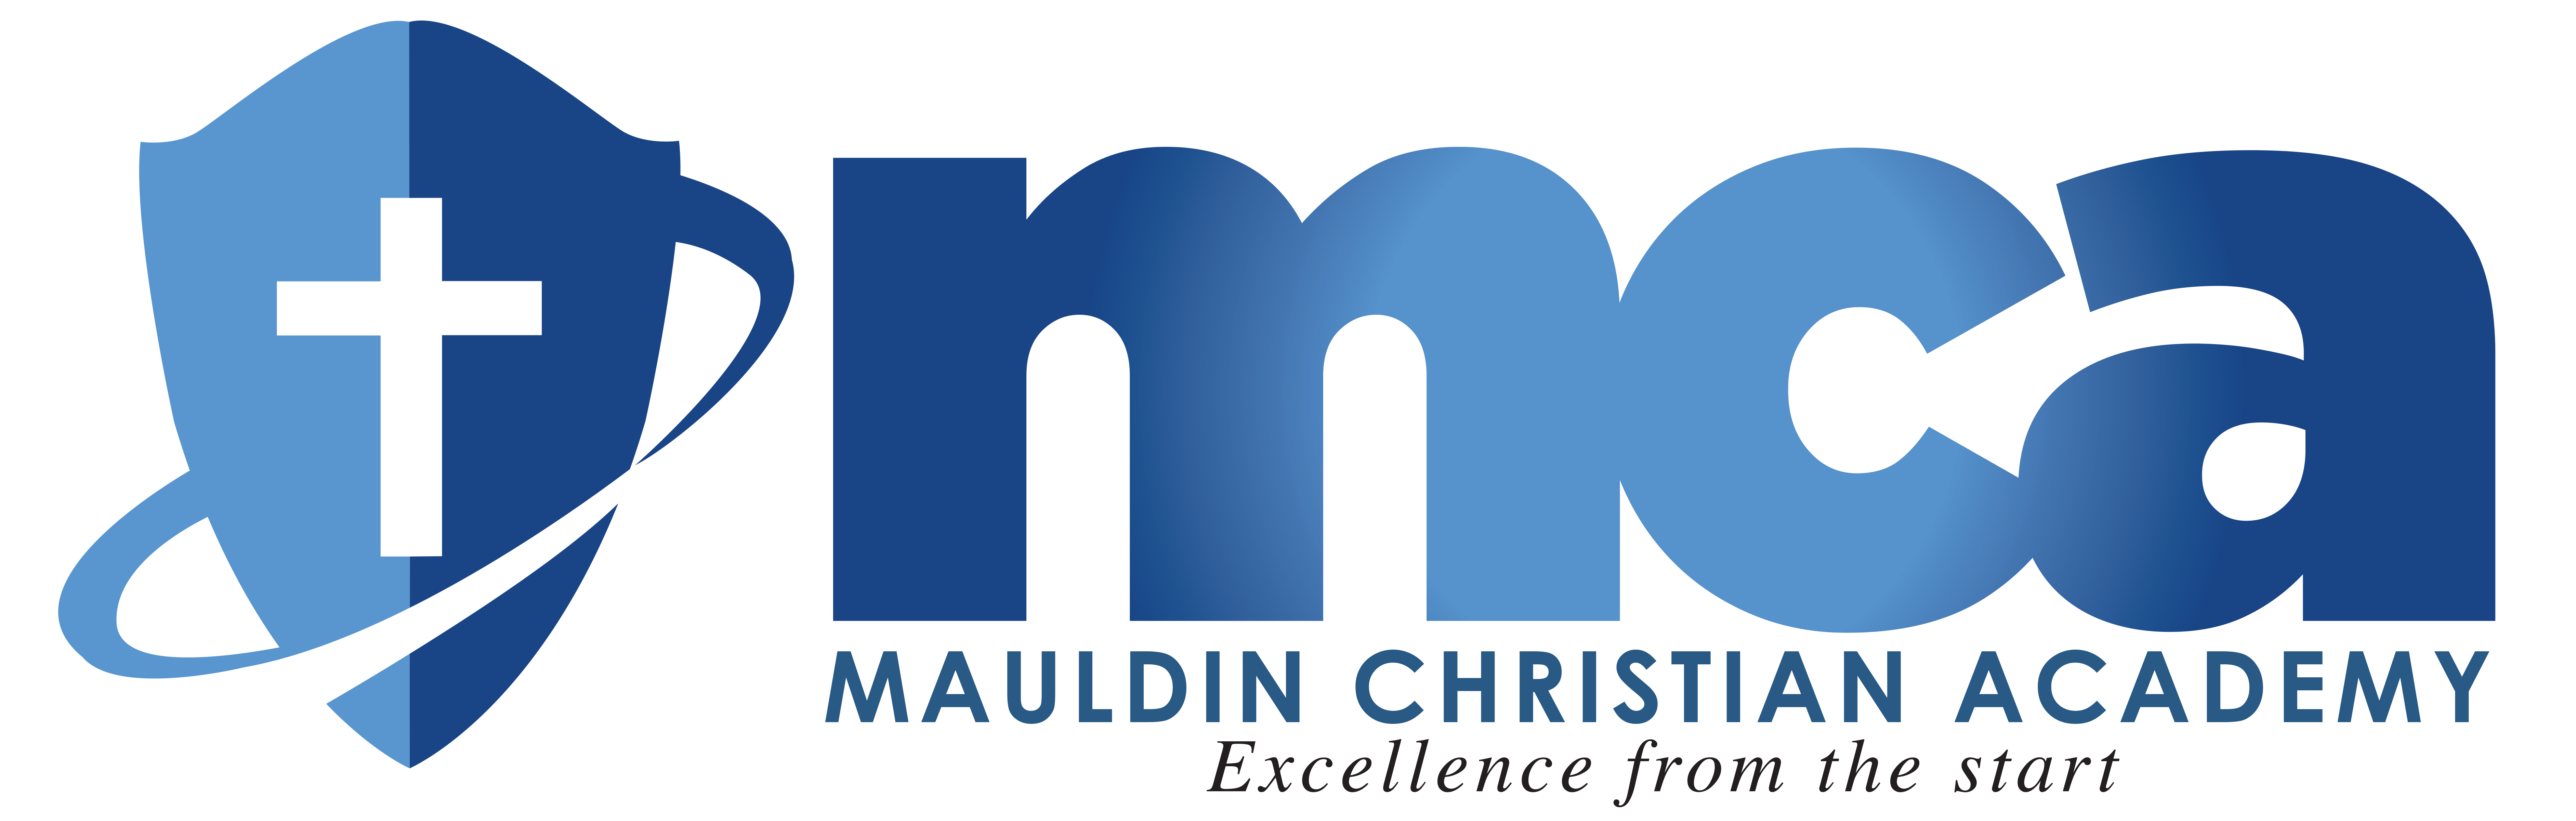 mca
MAULDIN CHRISTIAN ACADEMY
Excellence from the start